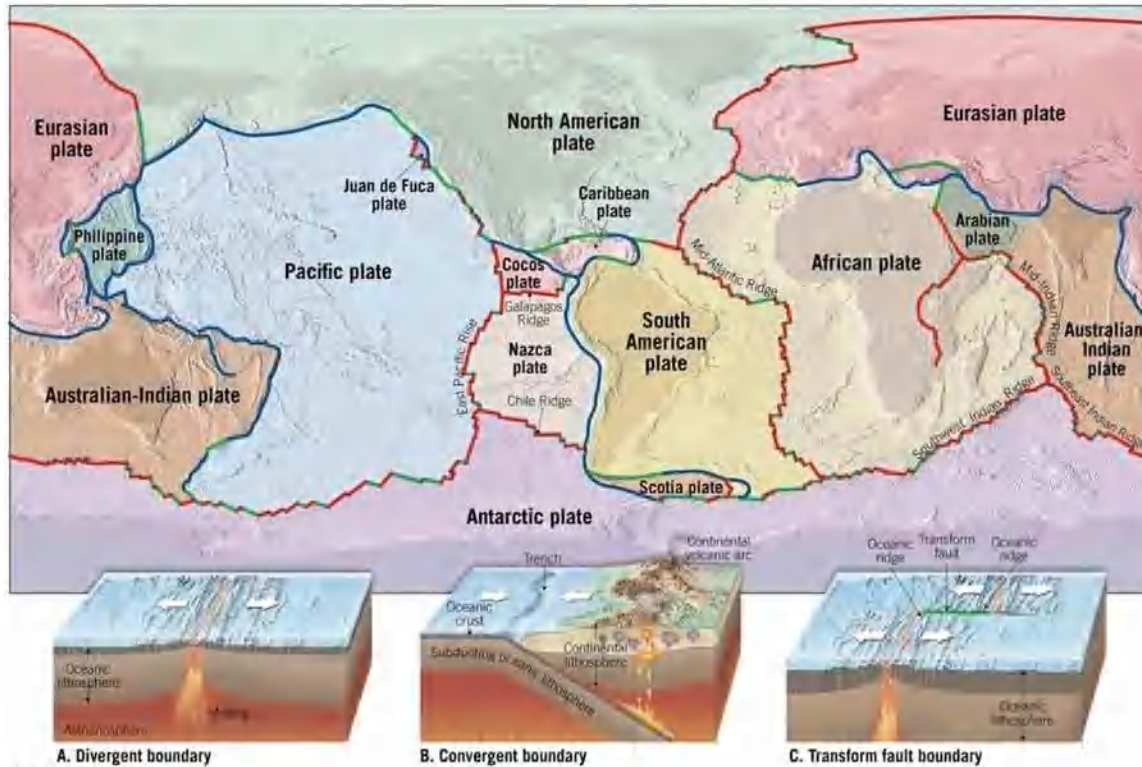 Eurasian
plate
North American
plate
Eurasian plate
Juan de Fuca
plate
Caribbean
plate
Philippine
plate
Pacific plate
Cocos
plate
Mid-Atlantic Ridge
African plate
Arabian
plate
Mid-Indian Ridge
Galapagos
Ridge
South
American
plate
East Pacific Rise
Nazca
plate
Australian
Indian
plate
Australian-Indian plate
Chile Ridge
Southwest Indian Ridge
Southeast Indian Ridge
Scotia plate
Antarctic plate
Oceanic
lithosphere
Asthenosphere
Melting
A. Divergent boundary
Trench
Continental
volcanic arc
Oceanic
crust
Continental
lithosphere
Subducting
lithosphere
B. Convergent boundary
Oceanic
ridge
Transform
fault
Oceanic
ridge
Oceanic
lithosphere
C. Transform fault boundary